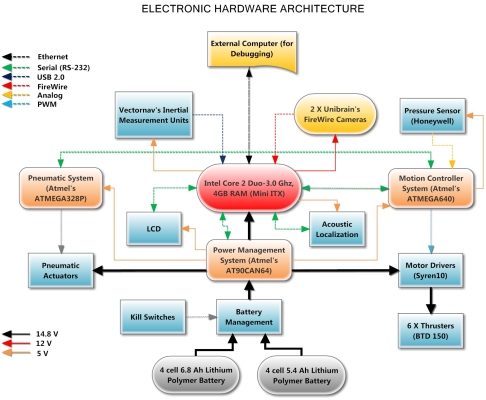 ELECTRONIC HARDWARE ARCHITECTURE
Ethernet
Serial (RS-232)
USB 2.0
FireWire
Analog
PWM
External Computer (for
Debugging)
Vectornav's Inertial
Measurement Units
2 X Unibrain's
FireWire Cameras
Pressure Sensor
(Honeywell)
Pneumatic System
(Atmel's
ATMEGA328P)
Intel Core 2 Duo-3.0 Ghz,
4GB RAM (Mini ITX)
Motion Controller
System (Atmel's
ATMEGA640)
LCD
Acoustic
Localization
Power Management
System (Atmel's
AT90CAN64)
Pneumatic
Actuators
Motor Drivers
(Syren10)
Kill Switches
Battery
Management
6 X Thrusters
(BTD 150)
14.8 V
12 V
5 V
4 cell 6.8 Ah Lithium
Polymer Battery
4 cell 5.4 Ah Lithium
Polymer Battery